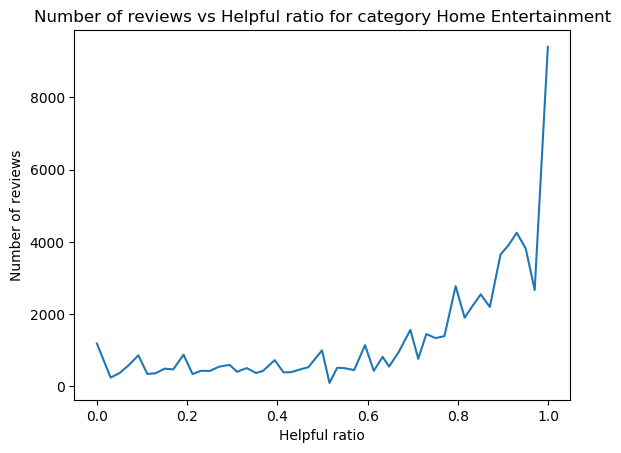 Number of reviews vs Helpful ratio for category Home Entertainment
Number of reviews
8000
6000
4000
2000
0
0.0 0.2 0.4 0.6 0.8 1.0
Helpful ratio